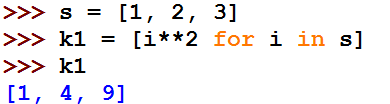 >>> s = [1, 2, 3]
>>> k1 = [i**2 for i in s]
>>> k1
[1, 4, 9]